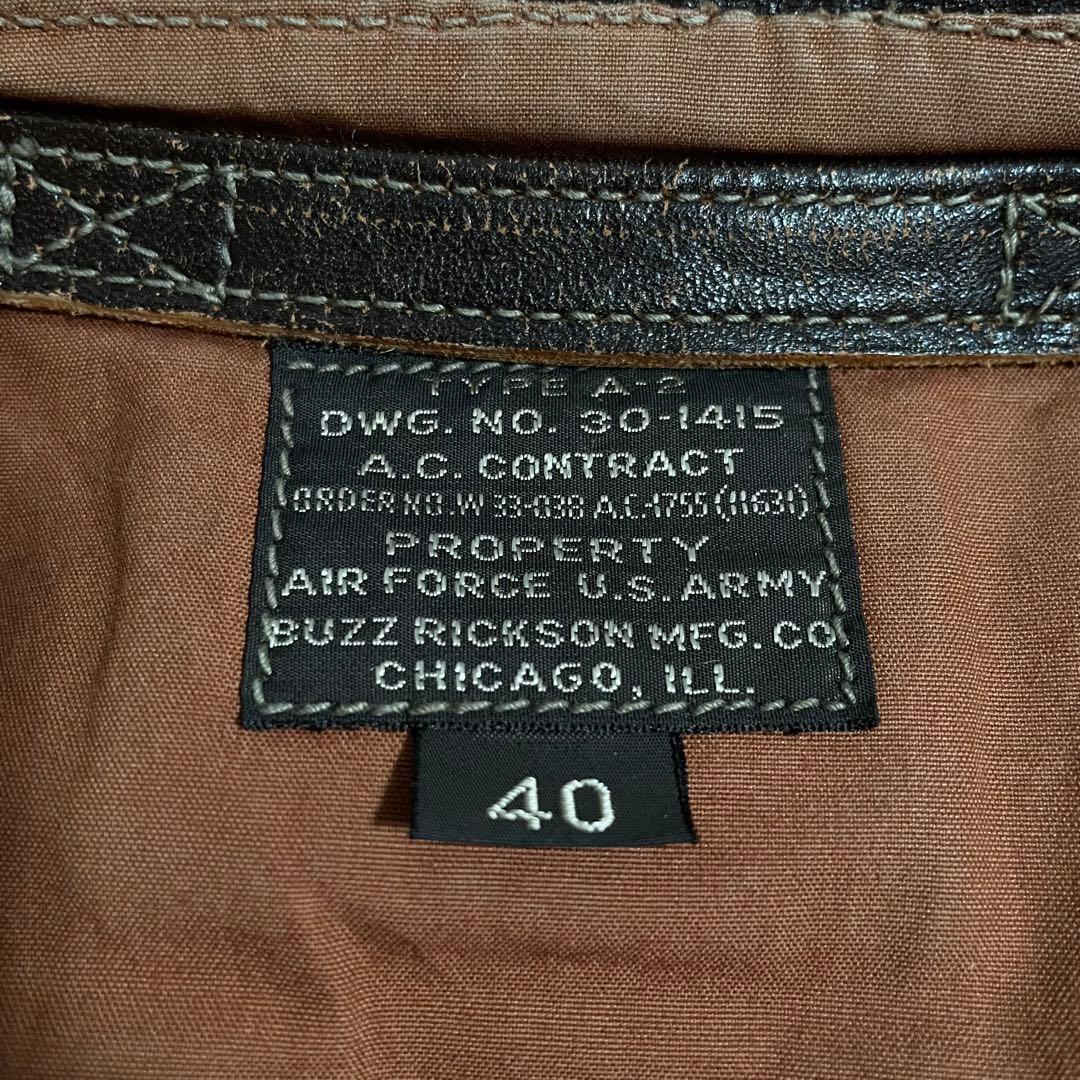 TYPE A-2
DWG. NO. 30-1415
A.C. CONTRACT
ORDER NO. W 33-038 A.C.-1755 (11631)
PROPERTY
AIR FORCE U.S. ARMY
BUZZ RICKSON MFG. CO.
CHICAGO, ILL.
40